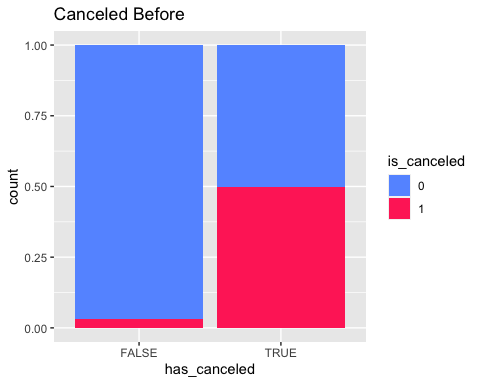 Canceled Before
1.00
0.75
0.50
0.25
0.00
count
FALSE
TRUE
has_canceled
is_canceled
0
1